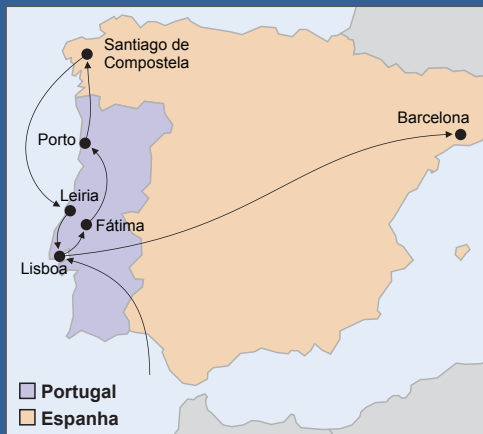 Santiago de
Compostela
Barcelona
Porto
Leiria
Fátima
Lisboa
Portugal
Espanha